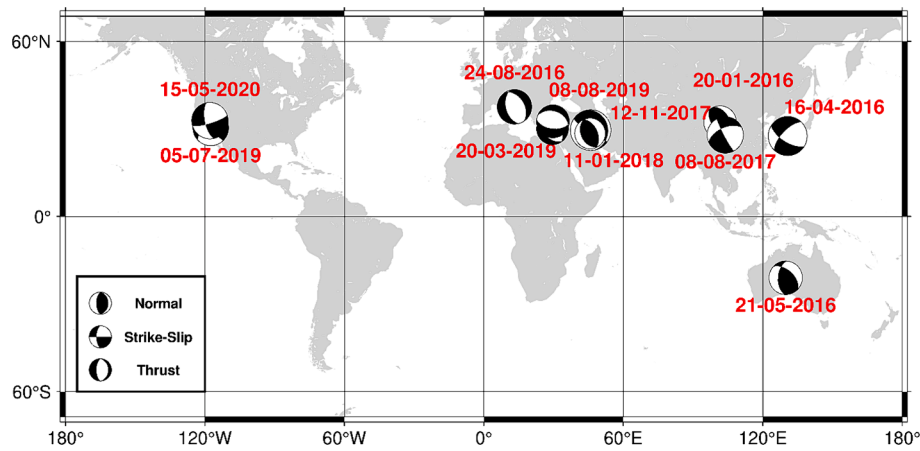 60°N
24-08-2016
20-01-2016
15-05-2020
08-08-2019
12-11-2017
16-04-2016
05-07-2019
20-03-2019
11-01-2018
08-08-2017
0°
21-05-2016
Normal
Strike-Slip
Thrust
60°S
180°
120°W
60°W
0°
60°E
120°E
180°